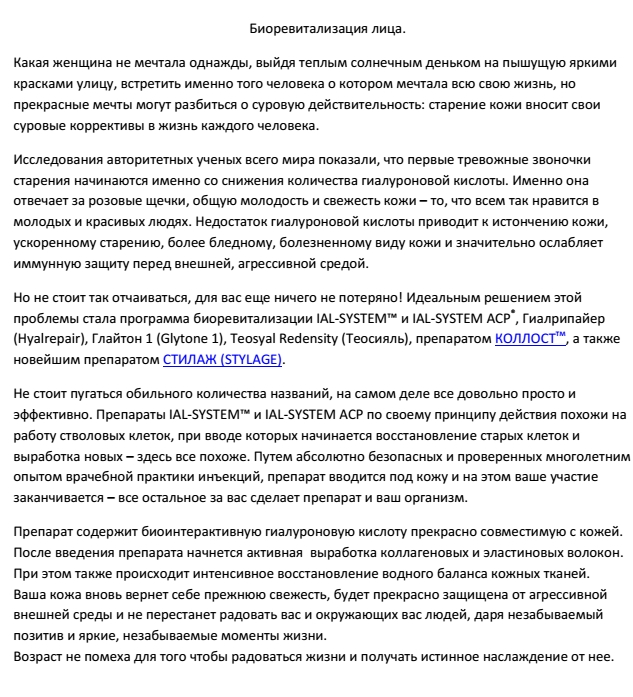 Биоревитализация лица.
Какая женщина не мечтала однажды, выйдя теплым солнечным деньком на пышущую яркими
красками улицу, встретить именно того человека о котором мечтала всю свою жизнь, но
прекрасные мечты могут разбиться о суровую действительность: старение кожи вносит свои
суровые коррективы в жизнь каждого человека.
Исследования авторитетных ученых всего мира показали, что первые тревожные звоночки
старения начинаются именно со снижения количества гиалуроновой кислоты. Именно она
отвечает за розовые щечки, общую молодость и свежесть кожи – то, что всем так нравится в
молодых и красивых людях. Недостаток гиалуроновой кислоты приводит к истончению кожи,
ускоренному старению, более бледному, болезненному виду кожи и значительно ослабляет
иммунную защиту перед внешней, агрессивной средой.
Но не стоит так отчаиваться, для вас еще ничего не потеряно! Идеальным решением этой
проблемы стала программа биоревитализации IAL-SYSTEM™ и IAL-SYSTEM ACP®, Гиалрипайер
(Hyalrepair), Глайтон 1 (Glytone 1), Teosyal Redensity (Теосияль), препаратом КОЛЛОСТ™, а также
новейшим препаратом СТИЛАЖ (STYLAGE).
Не стоит пугаться обильного количества названий, на самом деле все довольно просто и
эффективно. Препараты IAL-SYSTEM™ и IAL-SYSTEM ACP по своему принципу действия похожи на
работу стволовых клеток, при вводе которых начинается восстановление старых клеток и
выработка новых – здесь все похоже. Путем абсолютно безопасных и проверенных многолетним
опытом врачебной практики инъекций, препарат вводится под кожу и на этом ваше участие
заканчивается – все остальное за вас сделает препарат и ваш организм.
Препарат содержит биоинтерактивную гиалуроновую кислоту прекрасно совместимую с кожей.
После введения препарата начнется активная  выработка коллагеновых и эластиновых волокон.
При этом также происходит интенсивное восстановление водного баланса кожных тканей.
Ваша кожа вновь вернет себе прежнюю свежесть, будет прекрасно защищена от агрессивной
внешней среды и не перестанет радовать вас и окружающих вас людей, даря незабываемый
позитив и яркие, незабываемые моменты жизни.
Возраст не помеха для того чтобы радоваться жизни и получать истинное наслаждение от нее.